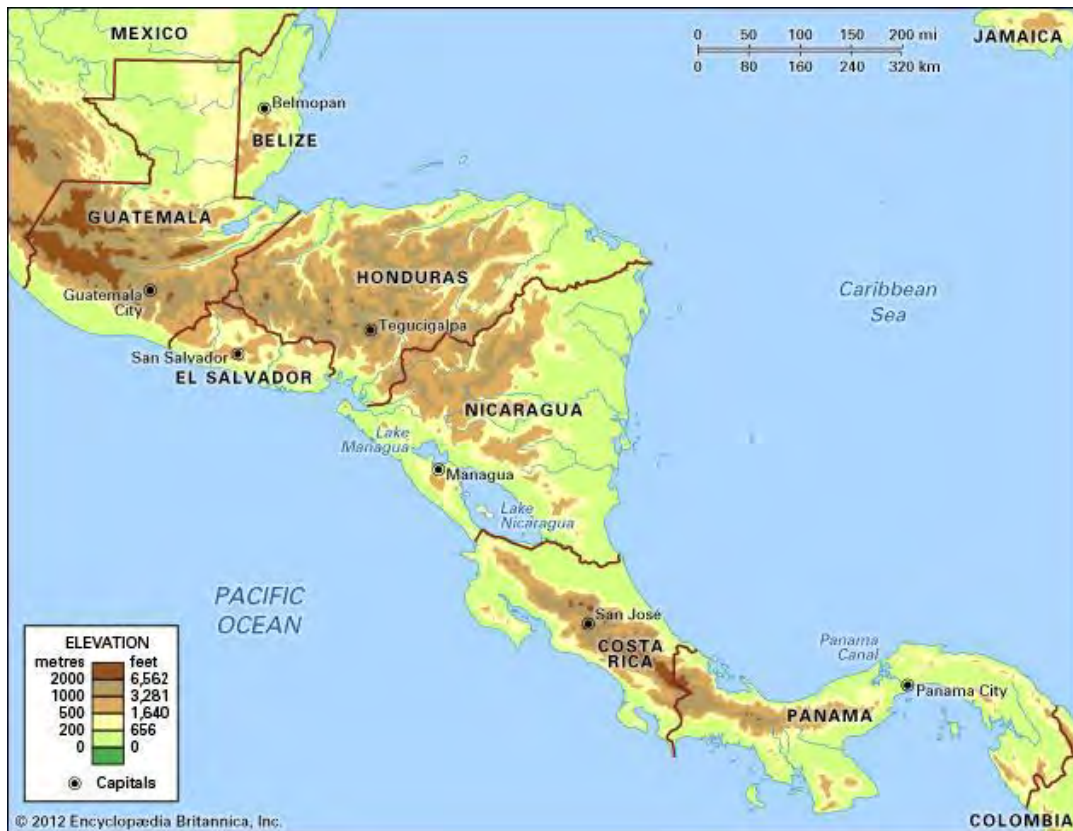 MEXICO
0 50 100 150 200 mi
0 80 160 240 320 km
JAMAICA
Belmopan
BELIZE
GUATEMALA
HONDURAS
Guatemala
City
Caribbean
Sea
Tegucigalpa
San Salvador
EL SALVADOR
NICARAGUA
Lake
Managua
Managua
Lake
Nicaragua
PACIFIC
OCEAN
San José
COSTA
RICA
Panama
Canal
Panama City
PANAMA
ELEVATION
metres feet
2000 6,562
1000 3,281
500 1,640
200 656
0 0
Capitals
© 2012 Encyclopædia Britannica, Inc.
COLOMBIA